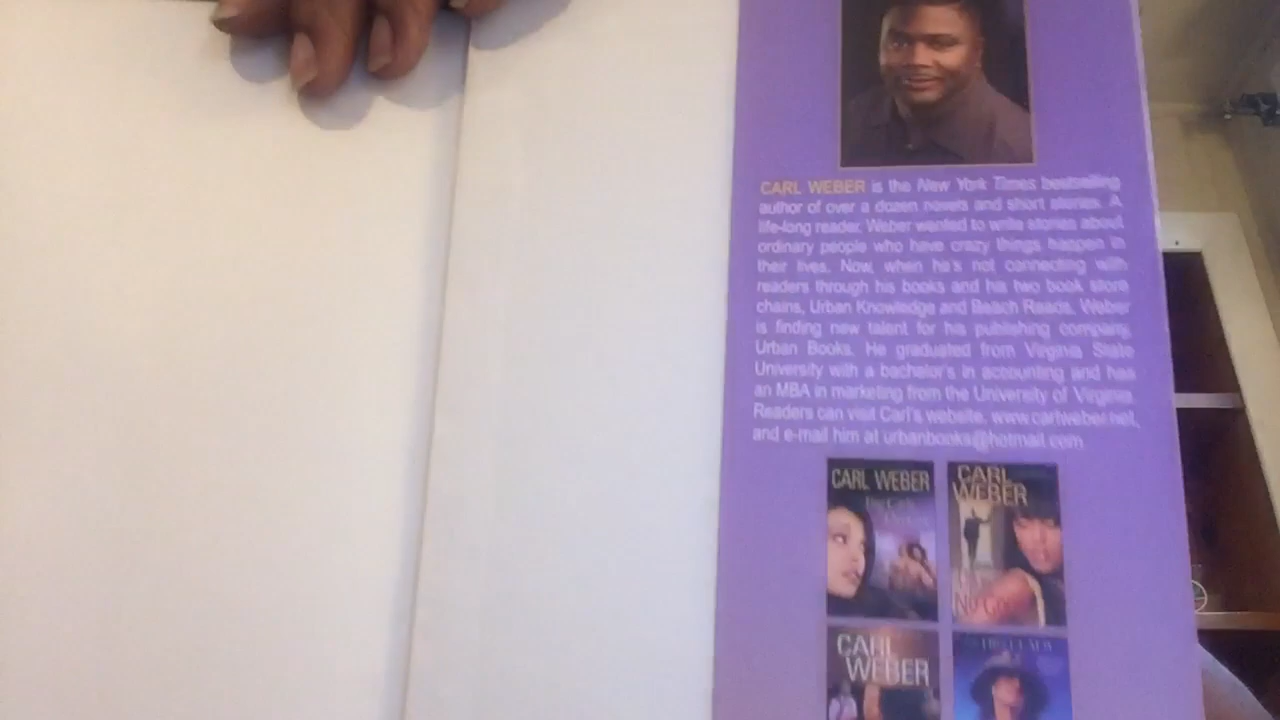 CARL WEBER is the New York Times bestselling
author of over a dozen novels and short stories. A
life-long reader, Weber wanted to write stories about
ordinary people who have crazy things happen in
their lives. Now, when he's not connecting with
readers through his books and his two book store
chains, Urban Knowledge and Beach Reads, Weber
is finding new talent for his publishing company,
Urban Books. He graduated from Virginia State
University with a bachelor's in accounting and has
an MBA in marketing from the University of Virginia.
Readers can visit Carl's website, www.carlweber.net,
and e-mail him at urbanbooks@hotmail.com
CARL WEBER
CARL
WEBER
No
CARL
WEBER